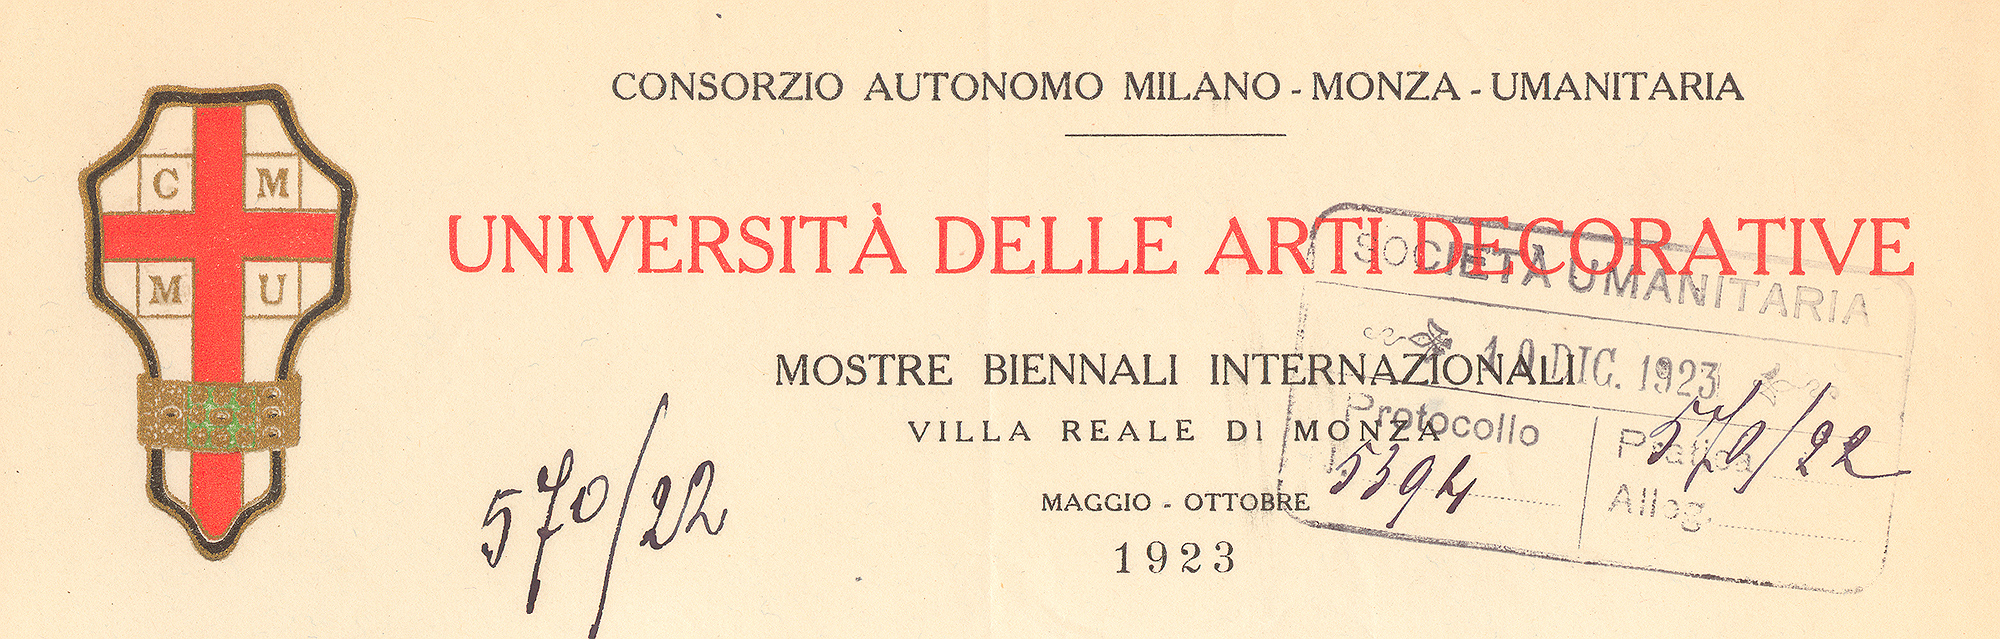 CONSORZIO AUTONOMO MILANO - MONZA - UMANITARIA
C M
M U
UNIVERSITÀ DELLE ARTI DECORATIVE
MOSTRE BIENNALI INTERNAZIONALI
VILLA REALE DI MONZA
MAGGIO - OTTOBRE
1923
570/22
SOCIETÀ UMANITARIA
10 DIC. 1923
Protocollo
5394
Pratica 570/22
Alleg.